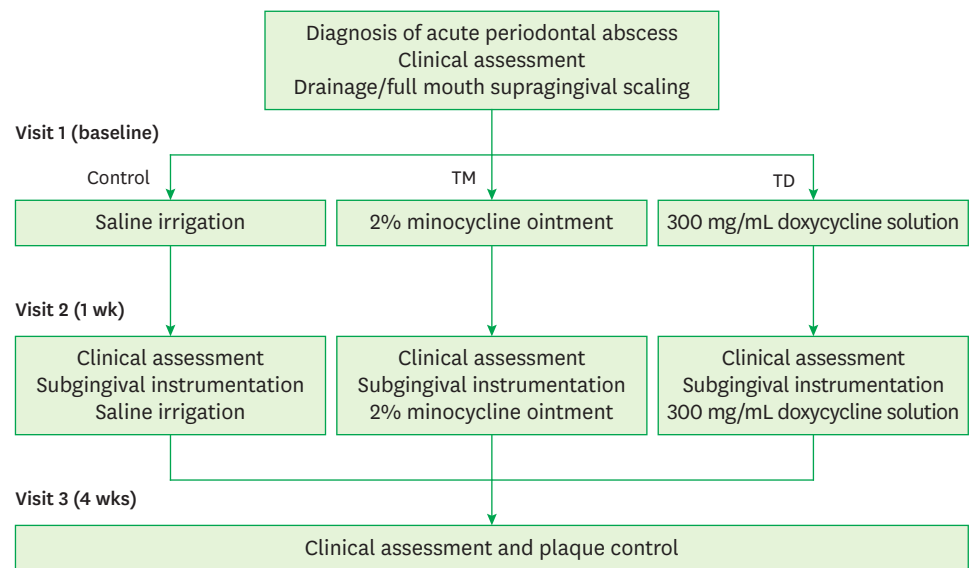 Diagnosis of acute periodontal abscess
Clinical assessment
Drainage/full mouth supragingival scaling
Visit 1 (baseline)
Control
TM
TD
Saline irrigation
2% minocycline ointment
300 mg/mL doxycycline solution
Visit 2 (1 wk)
Clinical assessment
Subgingival instrumentation
Saline irrigation
Clinical assessment
Subgingival instrumentation
2% minocycline ointment
Clinical assessment
Subgingival instrumentation
300 mg/mL doxycycline solution
Visit 3 (4 wks)
Clinical assessment and plaque control